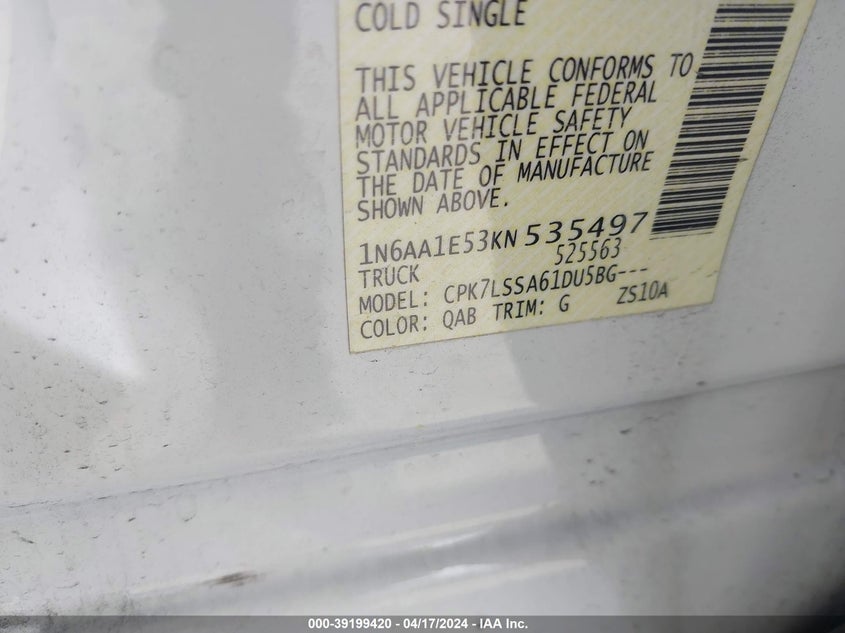 COLD SINGLE
THIS VEHICLE CONFORMS TO
ALL APPLICABLE FEDERAL
MOTOR VEHICLE SAFETY
STANDARDS IN EFFECT ON
THE DATE OF MANUFACTURE
SHOWN ABOVE.
1N6AA1E53KN535497
525563
TRUCK
MODEL: CPK7LSSA61DU5BG---
COLOR: QAB TRIM: G ZS10A
000-39199420 - 04/17/2024 - IAA Inc.